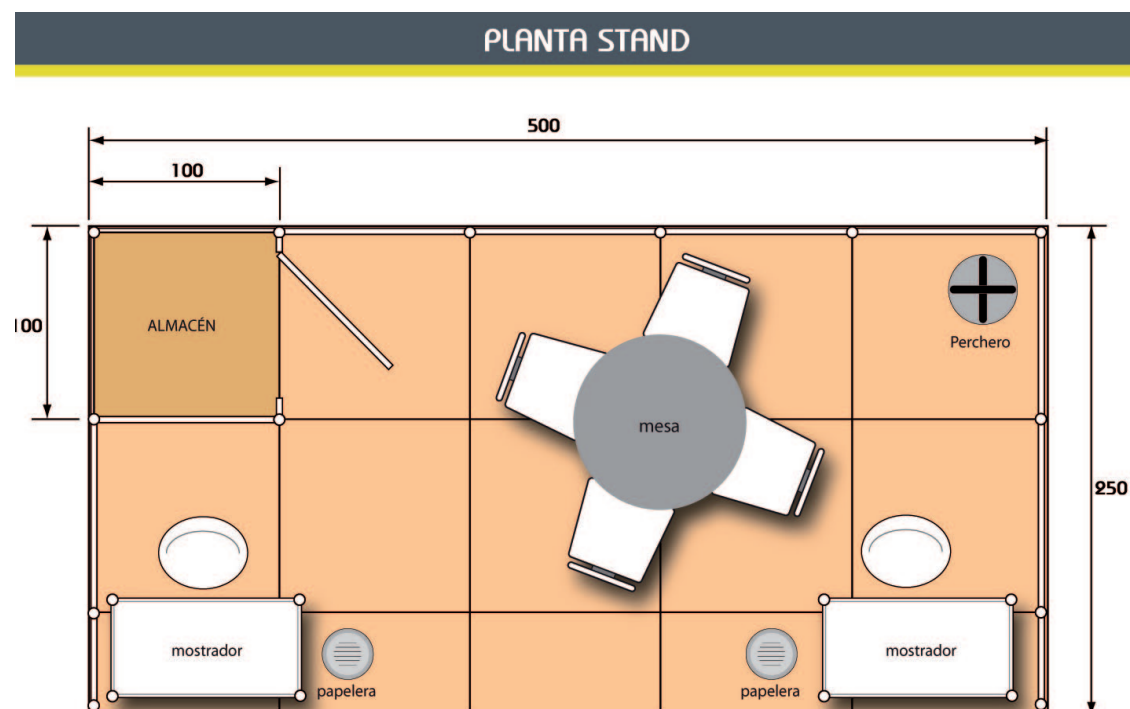 PLANTA STAND
500
100
100
ALMACÉN
Perchero
mesa
250
mostrador
mostrador
papelera
papelera